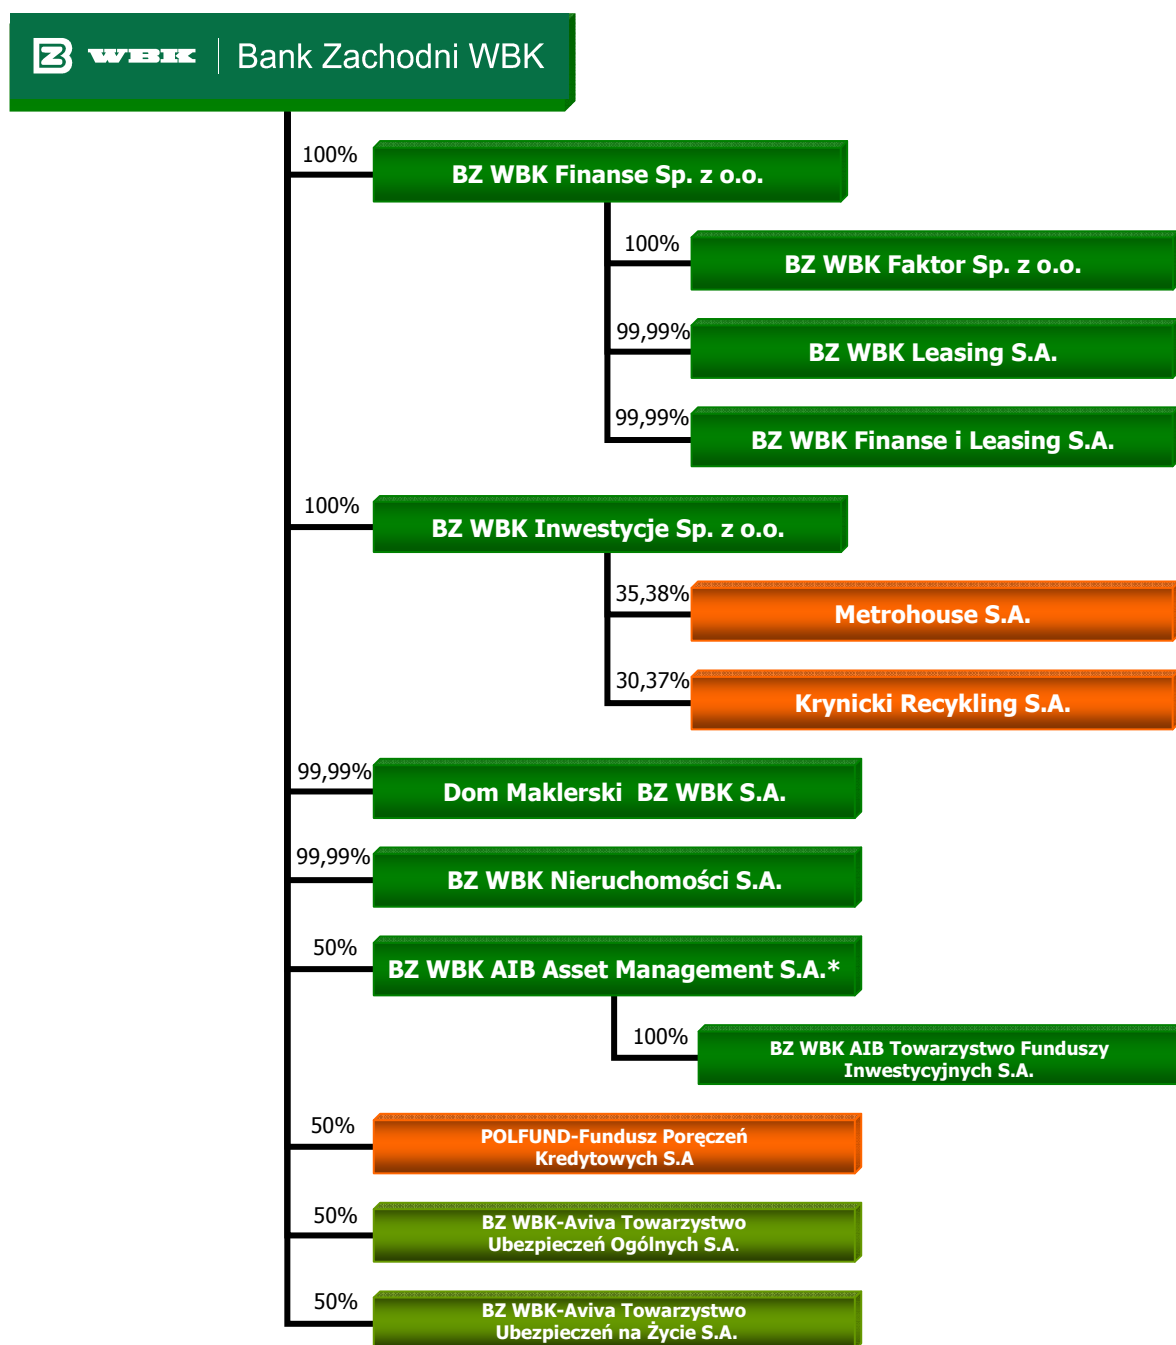 BZ WBK | Bank Zachodni WBK
100%
BZ WBK Finanse Sp. z o.o.
100%
BZ WBK Faktor Sp. z o.o.
99,99%
BZ WBK Leasing S.A.
99,99%
BZ WBK Finanse i Leasing S.A.
100%
BZ WBK Inwestycje Sp. z o.o.
35,38%
Metrohouse S.A.
30,37%
Krynicki Recykling S.A.
99,99%
Dom Maklerski BZ WBK S.A.
99,99%
BZ WBK Nieruchomości S.A.
50%
BZ WBK AIB Asset Management S.A.*
100%
BZ WBK AIB Towarzystwo Funduszy
Inwestycyjnych S.A.
50%
POLFUND-Fundusz Poręczeń
Kredytowych S.A
50%
BZ WBK-Aviva Towarzystwo
Ubezpieczeń Ogólnych S.A.
50%
BZ WBK-Aviva Towarzystwo
Ubezpieczeń na Życie S.A.